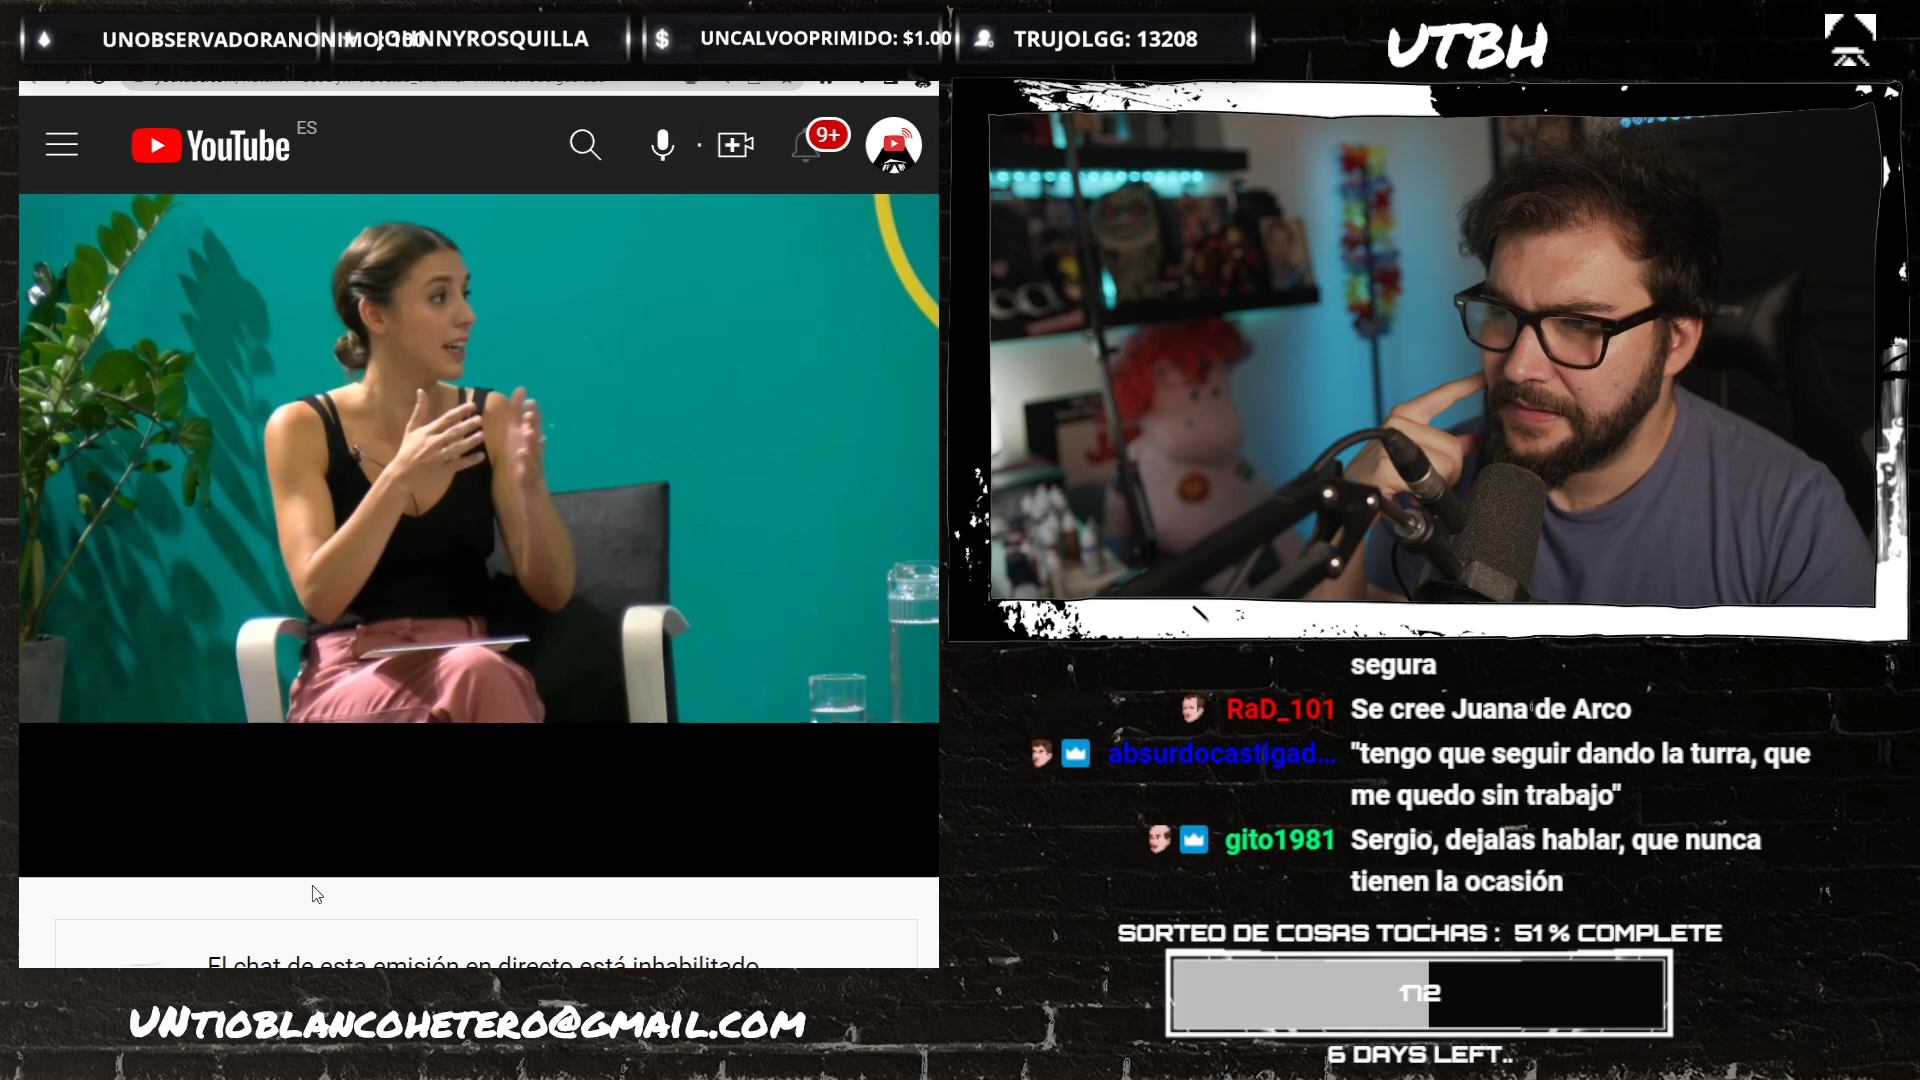 UNOBSERVADORANONIMO: 100
JOHNNYROSQUILLA
$ UNCALVOOPRIMIDO: $1.00
TRUJOLGG: 13208
UTBH
YouTube ES
9+
segura
RaD_101 Se cree Juana de Arco
absurdocastigad... "tengo que seguir dando la turra, que
me quedo sin trabajo"
gito1981 Sergio, dejalas hablar, que nunca
tienen la ocasión
El chat de esta emisión en directo está inhabilitado
SORTEO DE COSAS TOCHAS : 51% COMPLETE
172
6 DAYS LEFT..
UNTIOBLANCOHETERO@GMAIL.COM